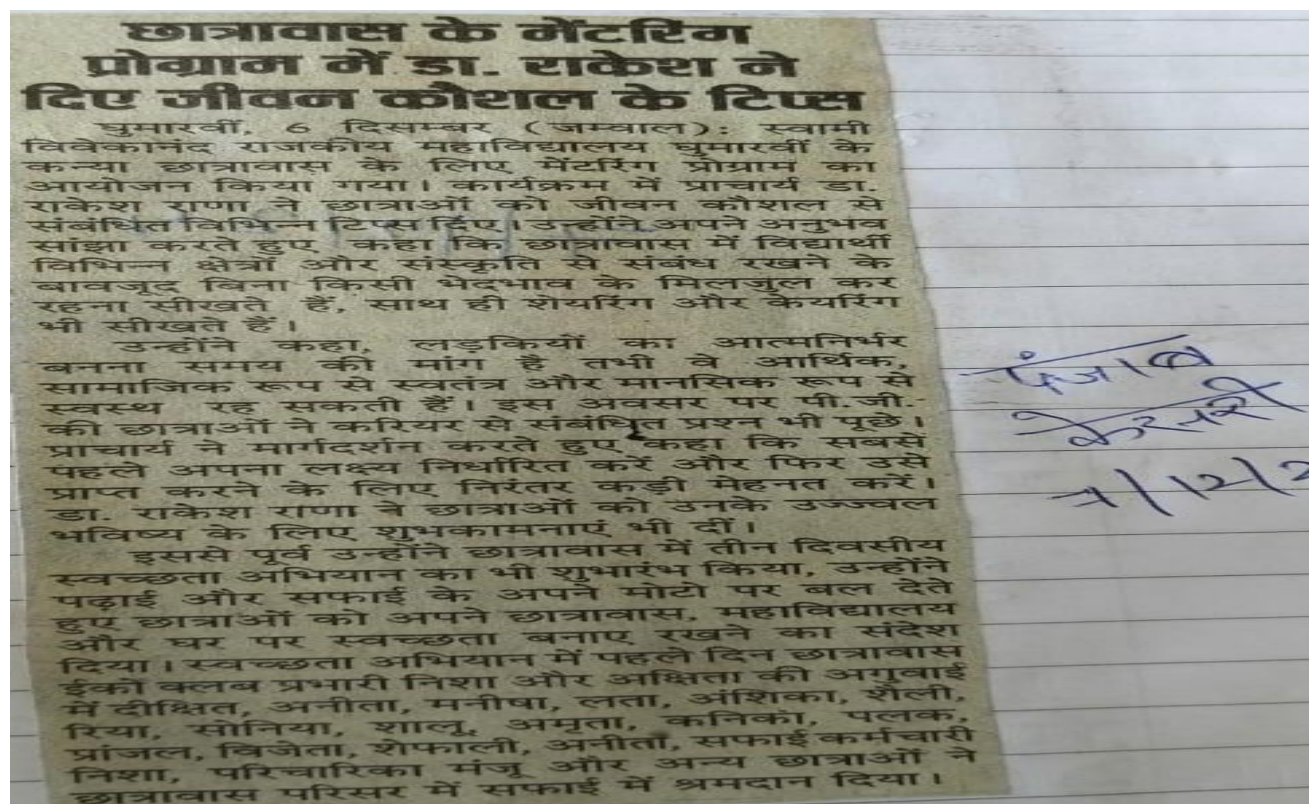 छात्रावास के मेंटरिंग
प्रोग्राम में डा. राकेश ने
दिए जीवन कौशल के टिप्स
घुमारवीं, 6 दिसम्बर (जम्वाल): स्वामी
विवेकानंद राजकीय महाविद्यालय घुमारवीं के
कन्या छात्रावास के लिए मेंटरिंग प्रोग्राम का
आयोजन किया गया। कार्यक्रम में प्राचार्य डा.
राकेश राणा ने छात्राओं को जीवन कौशल से
संबंधित विभिन्न टिप्स दिए। उन्होंने अपने अनुभव
सांझा करते हुए कहा कि छात्रावास में विद्यार्थी
विभिन्न क्षेत्रों और संस्कृति से संबंध रखने के
बावजूद बिना किसी भेदभाव के मिलजुल कर
रहना सीखते हैं, साथ ही शेयरिंग और केयरिंग
भी सीखते हैं।
उन्होंने कहा, लड़कियों का आत्मनिर्भर
बनना समय की मांग है तभी वे आर्थिक,
सामाजिक रूप से स्वतंत्र और मानसिक रूप से
स्वस्थ रह सकती हैं। इस अवसर पर पी.जी.
की छात्राओं ने करियर से संबंधित प्रश्न भी पूछे।
प्राचार्य ने मार्गदर्शन करते हुए कहा कि सबसे
पहले अपना लक्ष्य निर्धारित करें और फिर उसे
प्राप्त करने के लिए निरंतर कड़ी मेहनत करें।
डा. राकेश राणा ने छात्राओं को उनके उज्ज्वल
भविष्य के लिए शुभकामनाएं भी दीं।
इससे पूर्व उन्होंने छात्रावास में तीन दिवसीय
स्वच्छता अभियान का भी शुभारंभ किया, उन्होंने
पढ़ाई और सफाई के अपने मोटो पर बल देते
हुए छात्राओं को अपने छात्रावास, महाविद्यालय
और घर पर स्वच्छता बनाए रखने का संदेश
दिया। स्वच्छता अभियान में पहले दिन छात्रावास
ईको क्लब प्रभारी निशा और अक्षिता की अगुवाई
में दीक्षित, अनीता, मनीषा, लता, अंशिका, शैली,
रिया, सोनिया, शालू, अमृता, कनिका, पलक,
प्रांजल, विजेता, शेफाली, अनीता, सफाई कर्मचारी
निशा, परिचारिका मंजू और अन्य छात्राओं ने
छात्रावास परिसर में सफाई में श्रमदान दिया।
पंजाब
केसरी